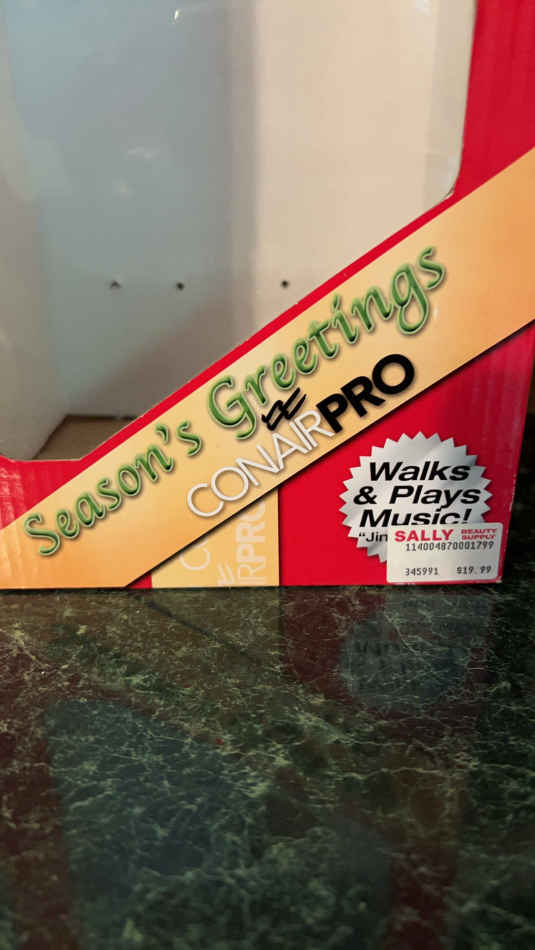 Season's Greetings
CONAIRPRO
Walks
& Plays
Music!
SALLY BEAUTY SUPPLY
114004870001799
345991 $19.99